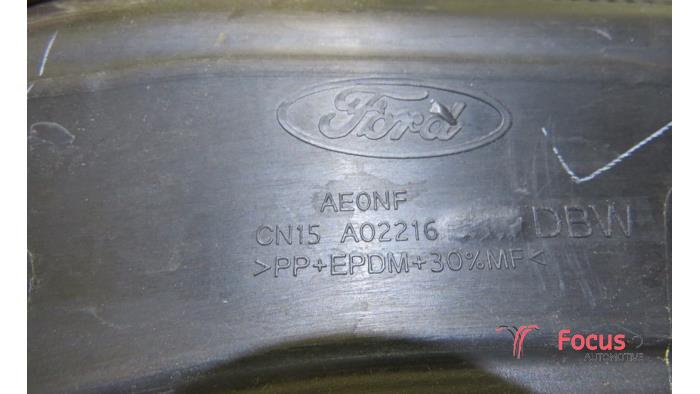 Ford
AE0NF
CN15 A02216 DBW
>PP+EPDM+30%MF<
Focus
AUTOMOTIVE